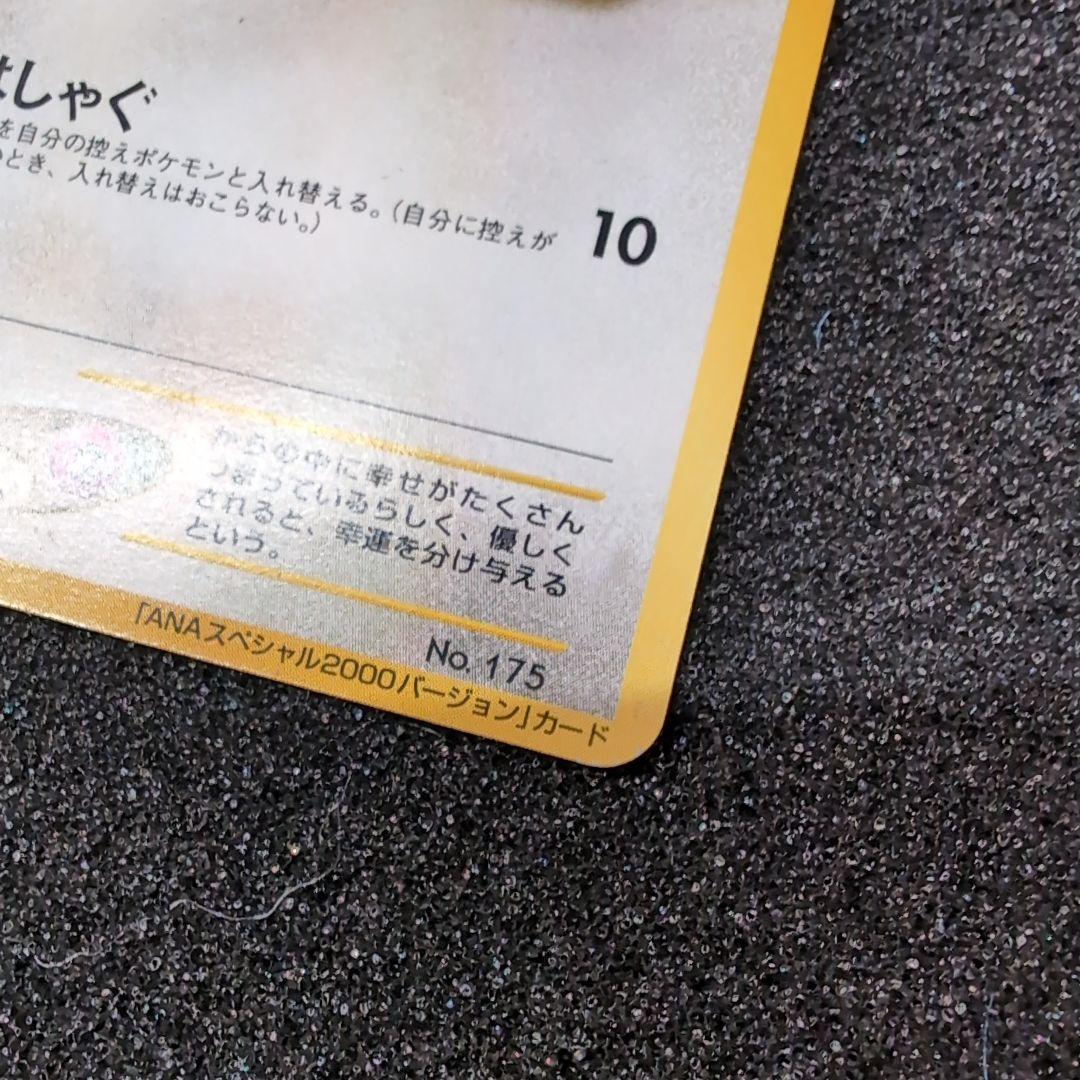 はしゃぐ
を自分の控えポケモンと入れ替える。(自分に控えが
とき、入れ替えはおこらない。)
10
からの中に幸せがたくさん
つまっているらしく、優しく
されると、幸運を分け与える
という。
No. 175
「ANAスペシャル2000バージョン」カード